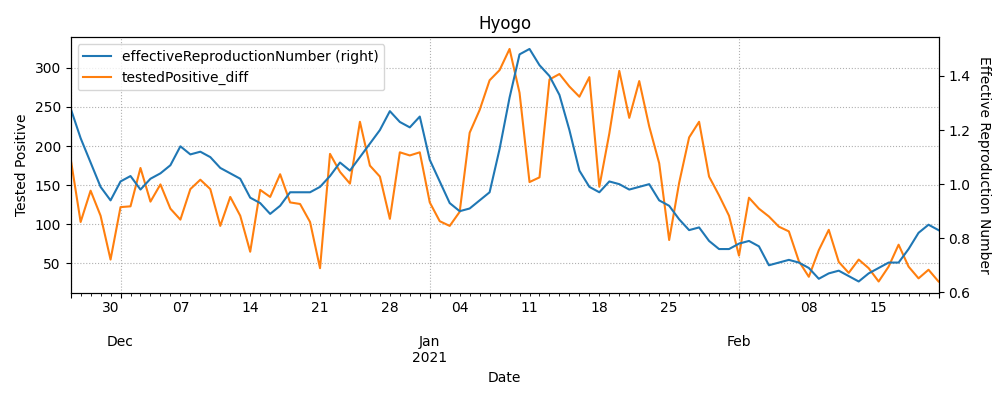 Hyogo
effectiveReproductionNumber (right)
testedPositive_diff
Tested Positive
300
250
200
150
100
50
1.4
1.2
1.0
0.8
0.6
Effective Reproduction Number
30 07 14 21 28 04 11 18 25 08 15
Dec Jan Feb
2021
Date